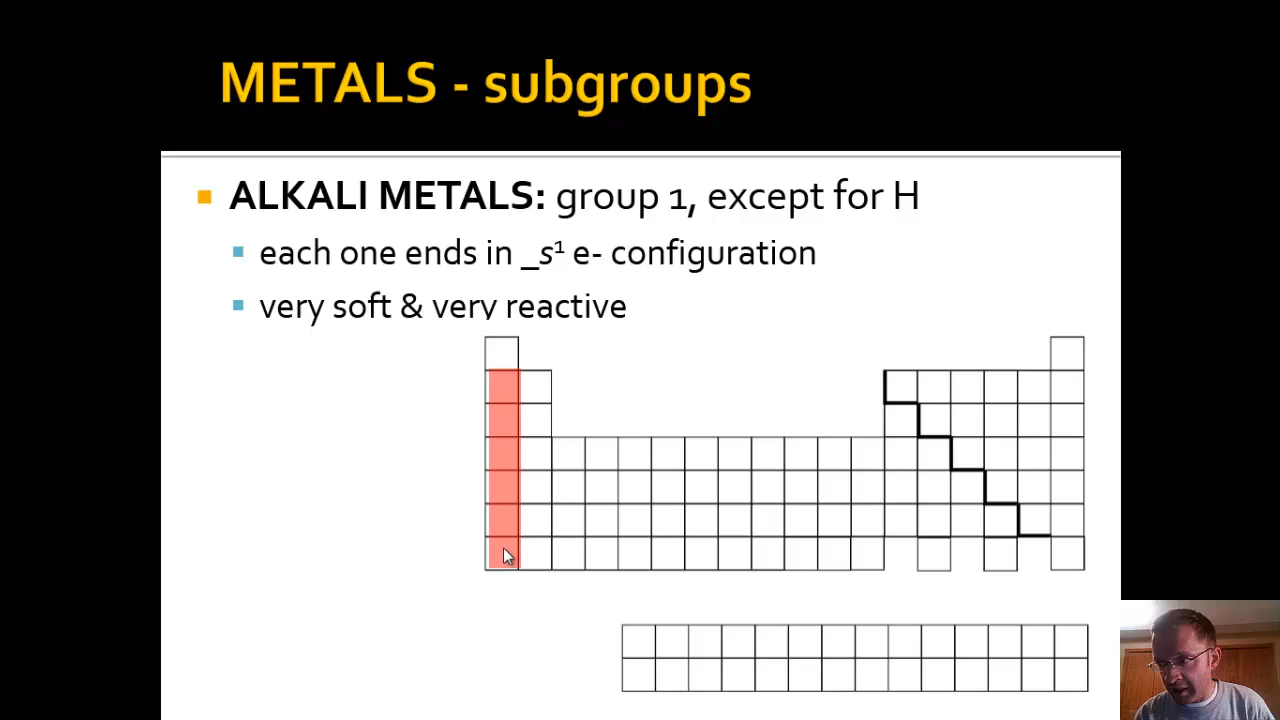 METALS - subgroups
ALKALI METALS: group 1, except for H
each one ends in _s¹ e- configuration
very soft & very reactive